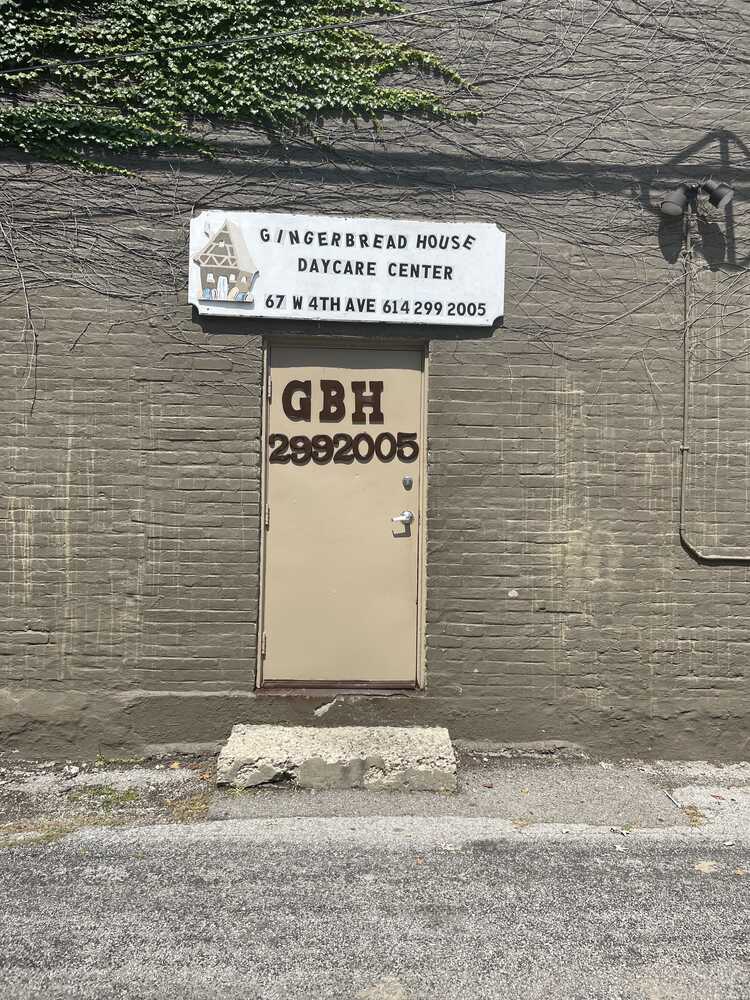 GINGERBREAD HOUSE
DAYCARE CENTER
67 W 4TH AVE 614 299 2005
GBH
2992005